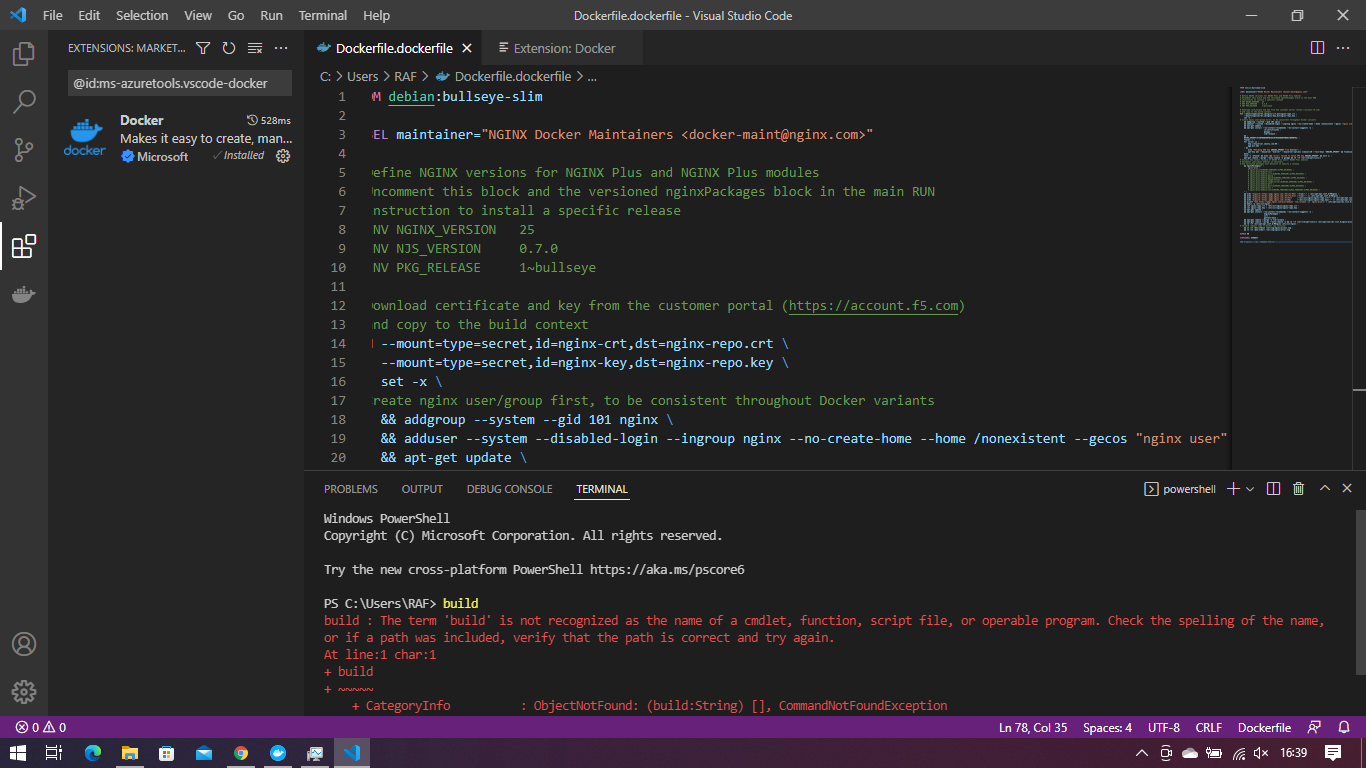 File Edit Selection View Go Run Terminal Help
Dockerfile.dockerfile - Visual Studio Code
EXTENSIONS: MARKET...
@id:ms-azuretools.vscode-docker
Docker 528ms
Makes it easy to create, man...
Microsoft Installed
docker
Dockerfile.dockerfile
Extension: Docker
C: > Users > RAF > Dockerfile.dockerfile > ...
1 M debian:bullseye-slim
2
3 EL maintainer="NGINX Docker Maintainers <docker-maint@nginx.com>"
4
5 efine NGINX versions for NGINX Plus and NGINX Plus modules
6 ncomment this block and the versioned nginxPackages block in the main RUN
7 nstruction to install a specific release
8 NV NGINX_VERSION 25
9 NV NJS_VERSION 0.7.0
10 NV PKG_RELEASE 1~bullseye
11
12 ownload certificate and key from the customer portal (https://account.f5.com)
13 nd copy to the build context
14 --mount=type=secret,id=nginx-crt,dst=nginx-repo.crt \
15 --mount=type=secret,id=nginx-key,dst=nginx-repo.key \
16 set -x \
17 reate nginx user/group first, to be consistent throughout Docker variants
18 && addgroup --system --gid 101 nginx \
19 && adduser --system --disabled-login --ingroup nginx --no-create-home --home /nonexistent --gecos "nginx user"
20 && apt-get update \
PROBLEMS OUTPUT DEBUG CONSOLE TERMINAL
powershell
Windows PowerShell
Copyright (C) Microsoft Corporation. All rights reserved.
Try the new cross-platform PowerShell https://aka.ms/pscore6
PS C:\Users\RAF> build
build : The term 'build' is not recognized as the name of a cmdlet, function, script file, or operable program. Check the spelling of the name,
or if a path was included, verify that the path is correct and try again.
At line:1 char:1
+ build
+ ~~~~~
+ CategoryInfo : ObjectNotFound: (build:String) [], CommandNotFoundException
0 0
Ln 78, Col 35 Spaces: 4 UTF-8 CRLF Dockerfile
16:39